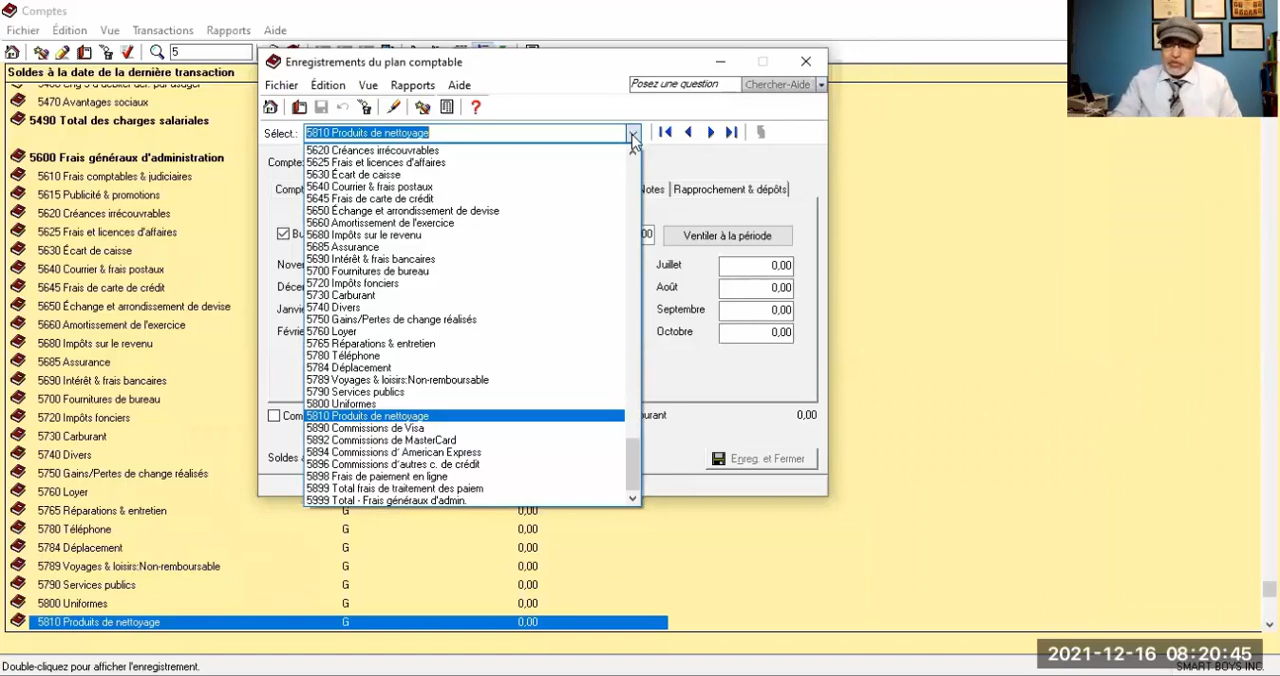 Comptes
Fichier Édition Vue Transactions Rapports Aide
5
Soldes à la date de la dernière transaction
5470 Avantages sociaux
5490 Total des charges salariales
5600 Frais généraux d'administration
5610 Frais comptables & judiciaires
5615 Publicité & promotions
5620 Créances irrécouvrables
5625 Frais et licences d'affaires
5630 Écart de caisse
5640 Courrier & frais postaux
5645 Frais de carte de crédit
5650 Échange et arrondissement de devise
5660 Amortissement de l'exercice
5680 Impôts sur le revenu
5685 Assurance
5690 Intérêt & frais bancaires
5700 Fournitures de bureau
5720 Impôts fonciers
5730 Carburant
5740 Divers
5750 Gains/Pertes de change réalisés
5760 Loyer
5765 Réparations & entretien G 0,00
5780 Téléphone G 0,00
5784 Déplacement G 0,00
5789 Voyages & loisirs:Non-remboursable G 0,00
5790 Services publics G 0,00
5800 Uniformes G 0,00
5810 Produits de nettoyage G 0,00
Enregistrements du plan comptable
Fichier Édition Vue Rapports Aide
Posez une question Chercher-Aide
Sélect.: 5810 Produits de nettoyage
5620 Créances irrécouvrables
5625 Frais et licences d'affaires
5630 Écart de caisse
5640 Courrier & frais postaux
5645 Frais de carte de crédit
5650 Échange et arrondissement de devise
5660 Amortissement de l'exercice
5680 Impôts sur le revenu
5685 Assurance
5690 Intérêt & frais bancaires
5700 Fournitures de bureau
5720 Impôts fonciers
5730 Carburant
5740 Divers
5750 Gains/Pertes de change réalisés
5760 Loyer
5765 Réparations & entretien
5780 Téléphone
5784 Déplacement
5789 Voyages & loisirs:Non-remboursable
5790 Services publics
5800 Uniformes
5810 Produits de nettoyage
5890 Commissions de Visa
5892 Commissions de MasterCard
5894 Commissions d' American Express
5896 Commissions d'autres c. de crédit
5898 Frais de paiement en ligne
5899 Total frais de traitement des paiem
5999 Total - Frais généraux d'admin.
Compte
Compt Notes Rapprochement & dépôts
Bu 00 Ventiler à la période
Nove Juillet 0,00
Déce Août 0,00
Janvie Septembre 0,00
Févrie Octobre 0,00
Com urant 0,00
Soldes Enreg. et Fermer
Double-cliquez pour afficher l'enregistrement.
2021-12-16 08:20:45
SMART BOYS INC.